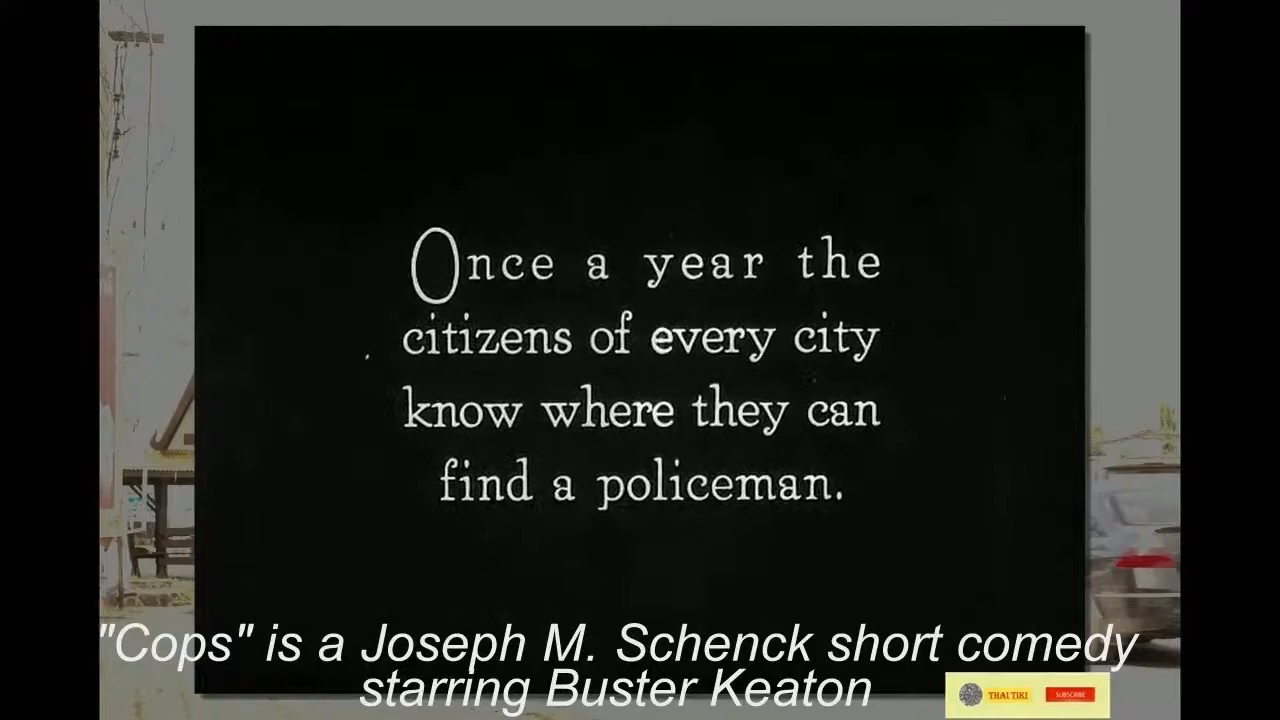 Once a year the
citizens of every city
know where they can
find a policeman.
"Cops" is a Joseph M. Schenck short comedy
starring Buster Keaton
THAI TIKI
SUBSCRIBE